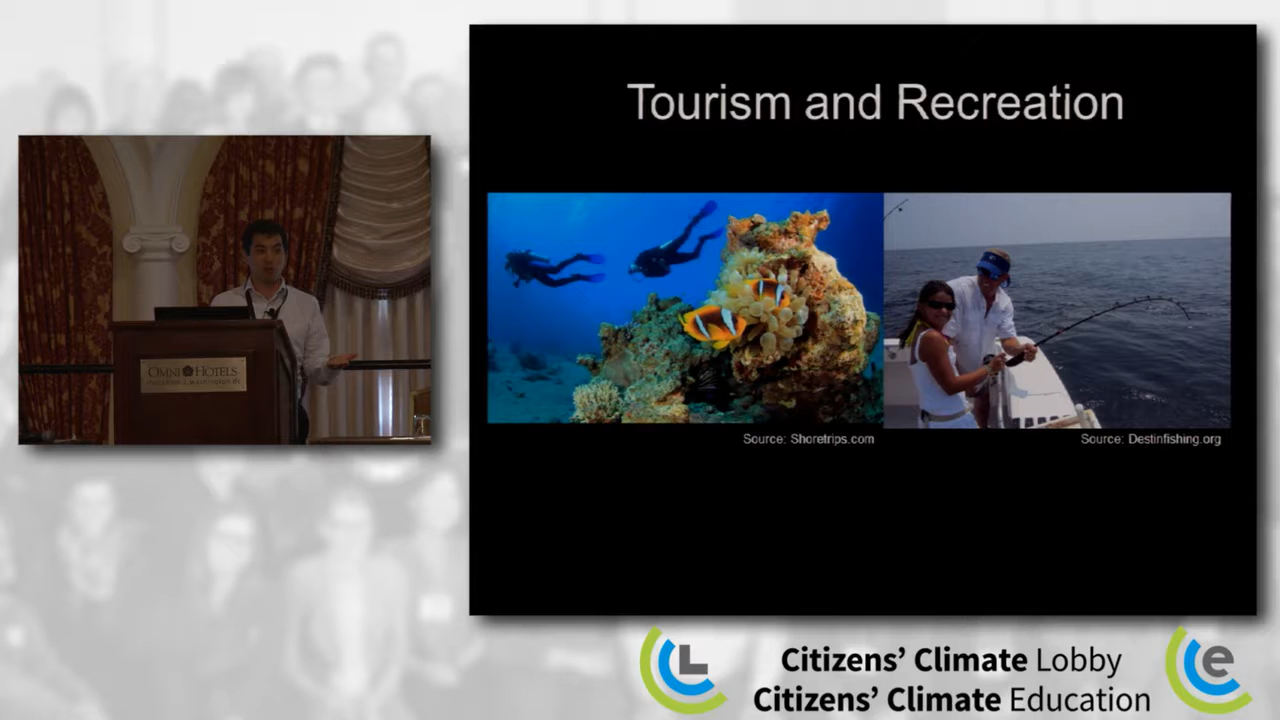 Tourism and Recreation
OMNI HOTELS
Source: Shoretrips.com
Source: Destinfishing.org
L
Citizens' Climate Lobby
Citizens' Climate Education
e